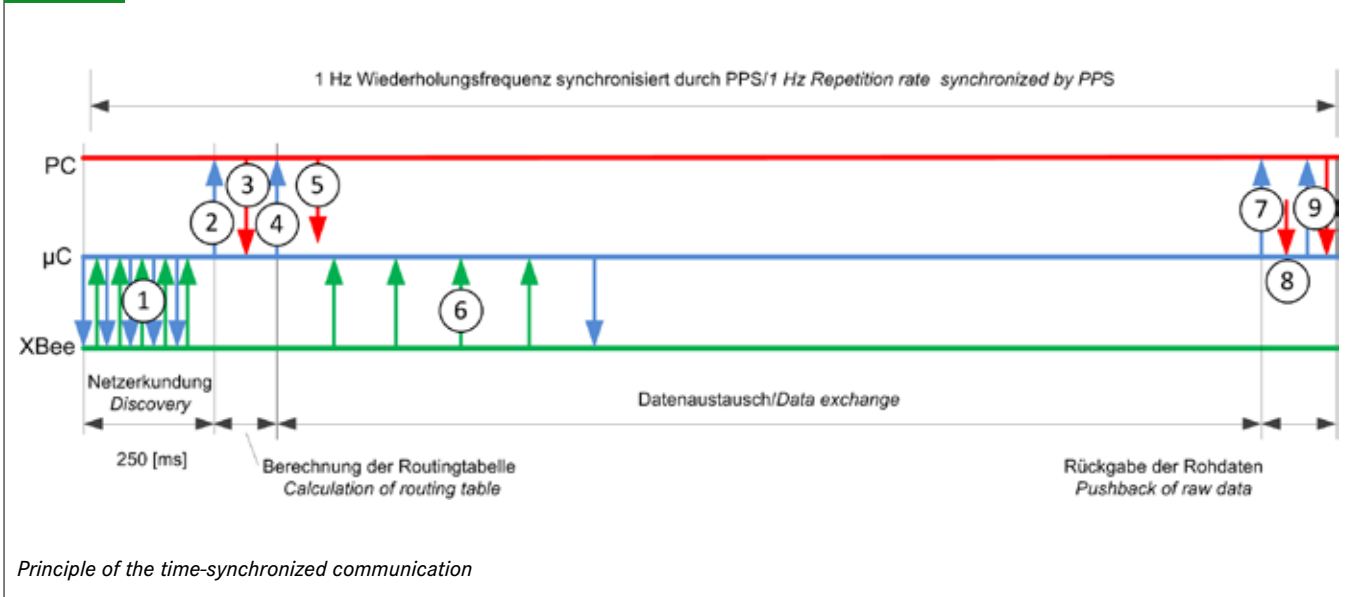 1 Hz Wiederholungsfrequenz synchronisiert durch PPS/1 Hz Repetition rate synchronized by PPS
PC
3
5
2
4
7
9
µC
1
6
8
XBee
Netzerkundung
Discovery
Datenaustausch/Data exchange
250 [ms]
Berechnung der Routingtabelle
Calculation of routing table
Rückgabe der Rohdaten
Pushback of raw data
Principle of the time-synchronized communication